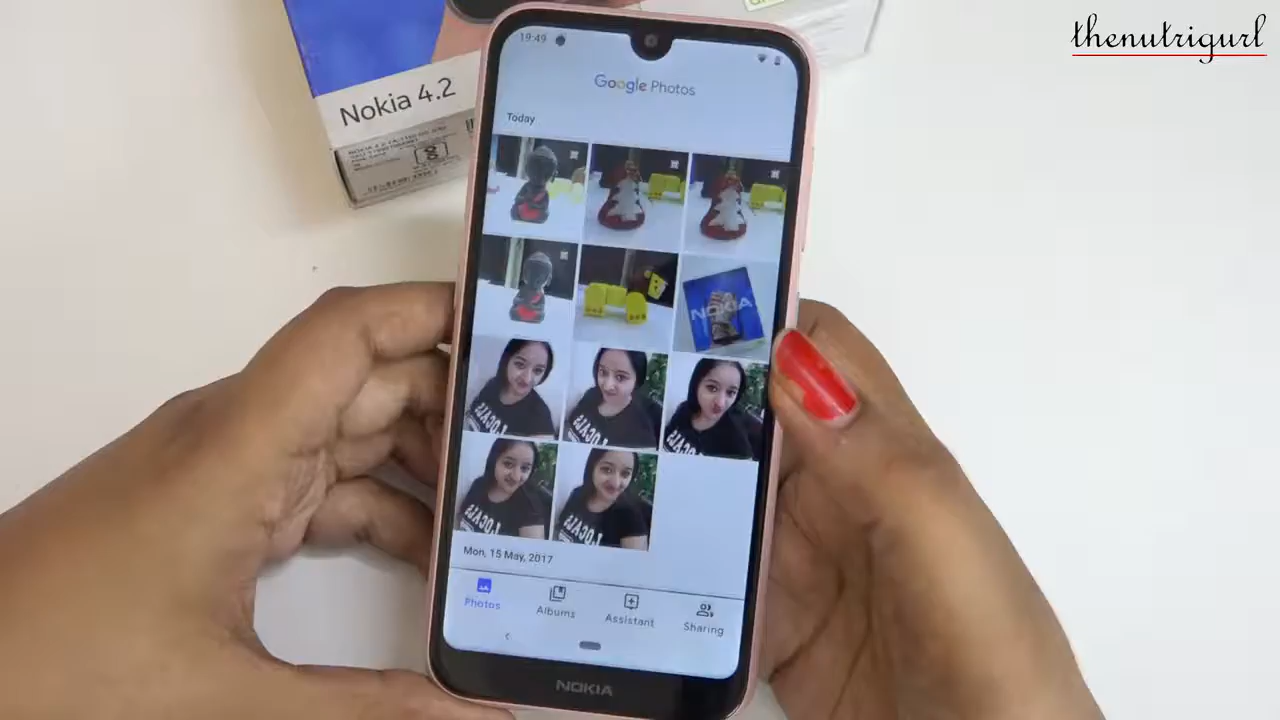 thenutrigurl
Nokia 4.2
19:49
Google Photos
Today
NOKIA
Mon, 15 May, 2017
Photos
Albums
Assistant
Sharing
NOKIA